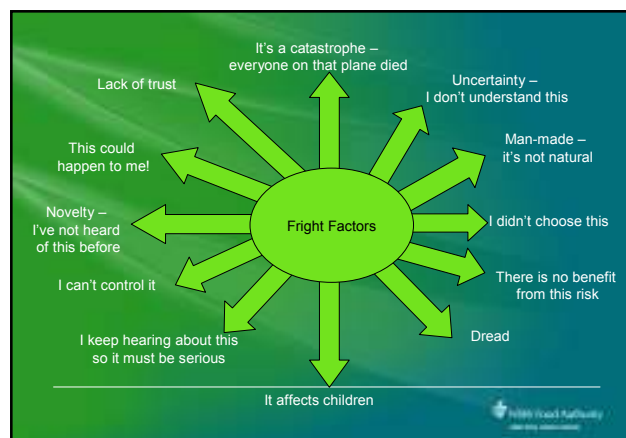 It's a catastrophe –
everyone on that plane died
Uncertainty –
I don't understand this
Lack of trust
Man-made –
it's not natural
This could
happen to me!
Novelty –
I've not heard
of this before
Fright Factors
I didn't choose this
I can't control it
There is no benefit
from this risk
I keep hearing about this
so it must be serious
Dread
It affects children
NSW Food Authority